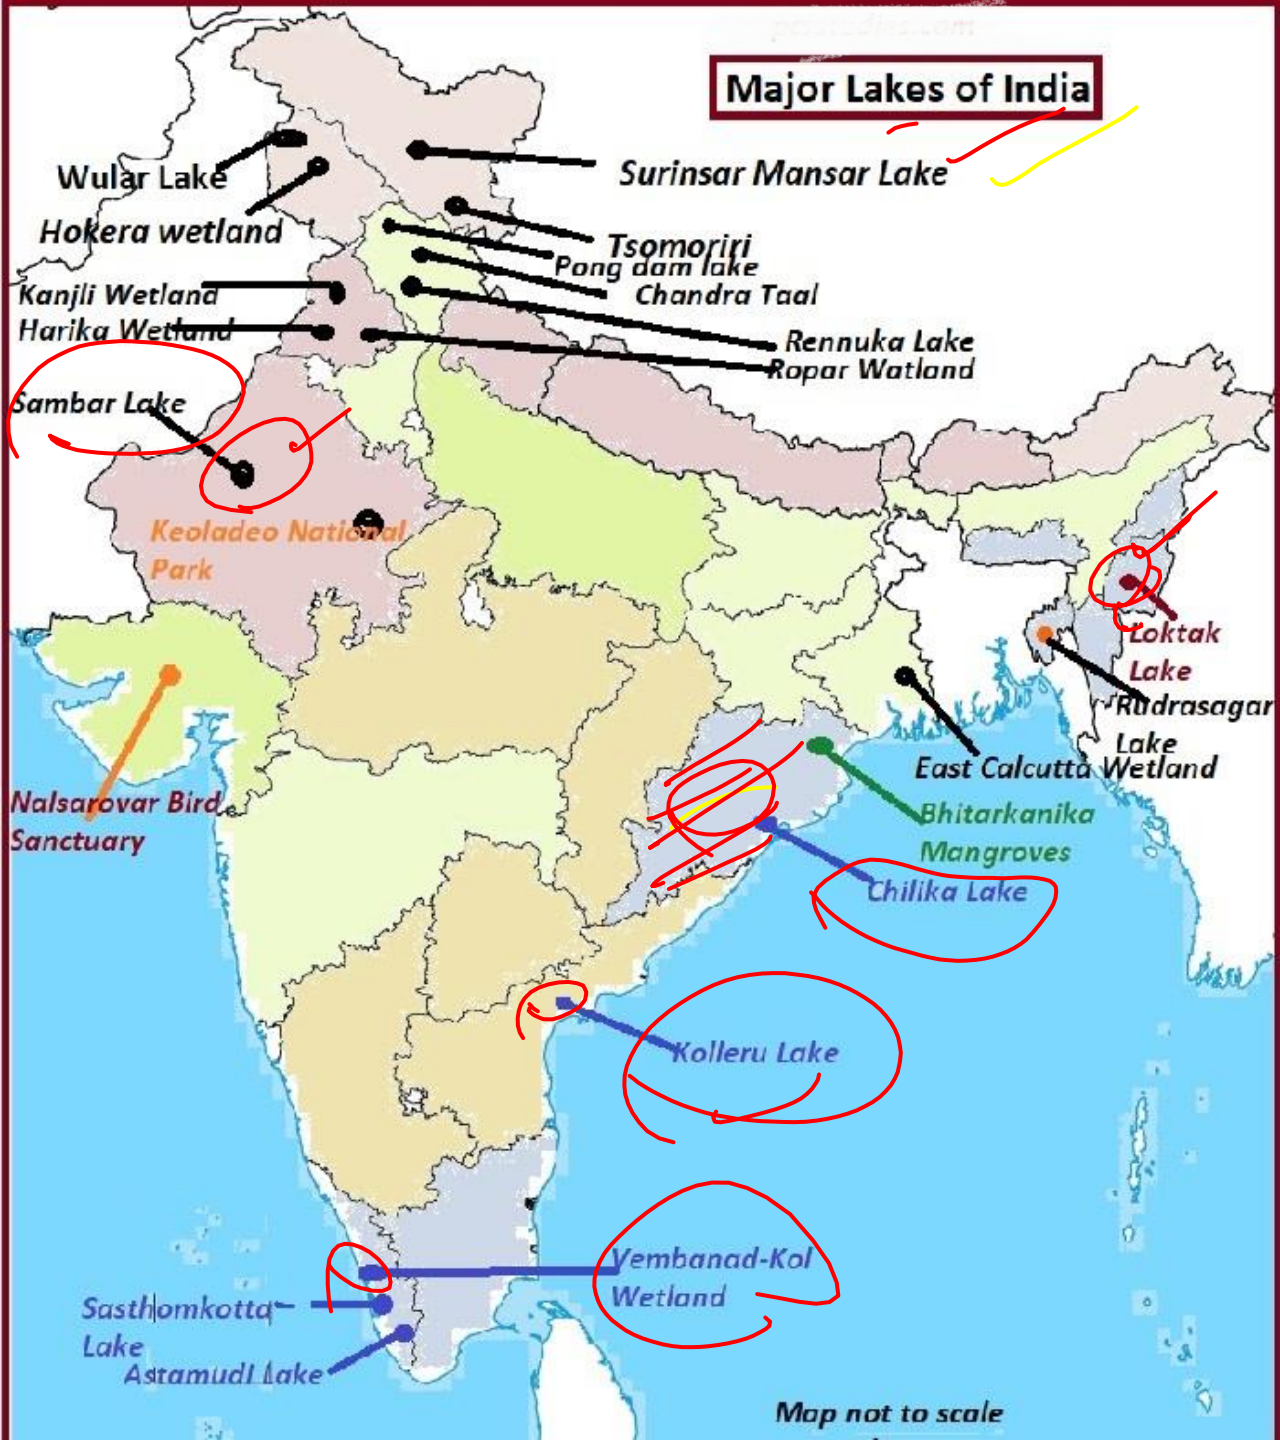 pcsstudies.com
Major Lakes of India
Wular Lake
Surinsar Mansar Lake
Hokera wetland
Tsomoriri
Pong dam lake
Kanjli Wetland
Chandra Taal
Harika Wetland
Rennuka Lake
Ropar Watland
Sambar Lake
Keoladeo National
Park
Loktak
Lake
Rudrasagar
Lake
East Calcutta Wetland
Nalsarovar Bird
Sanctuary
Bhitarkanika
Mangroves
Chilika Lake
Kolleru Lake
Vembanad-Kol
Wetland
Sasthomkotta
Lake
Astamudi Lake
Map not to scale